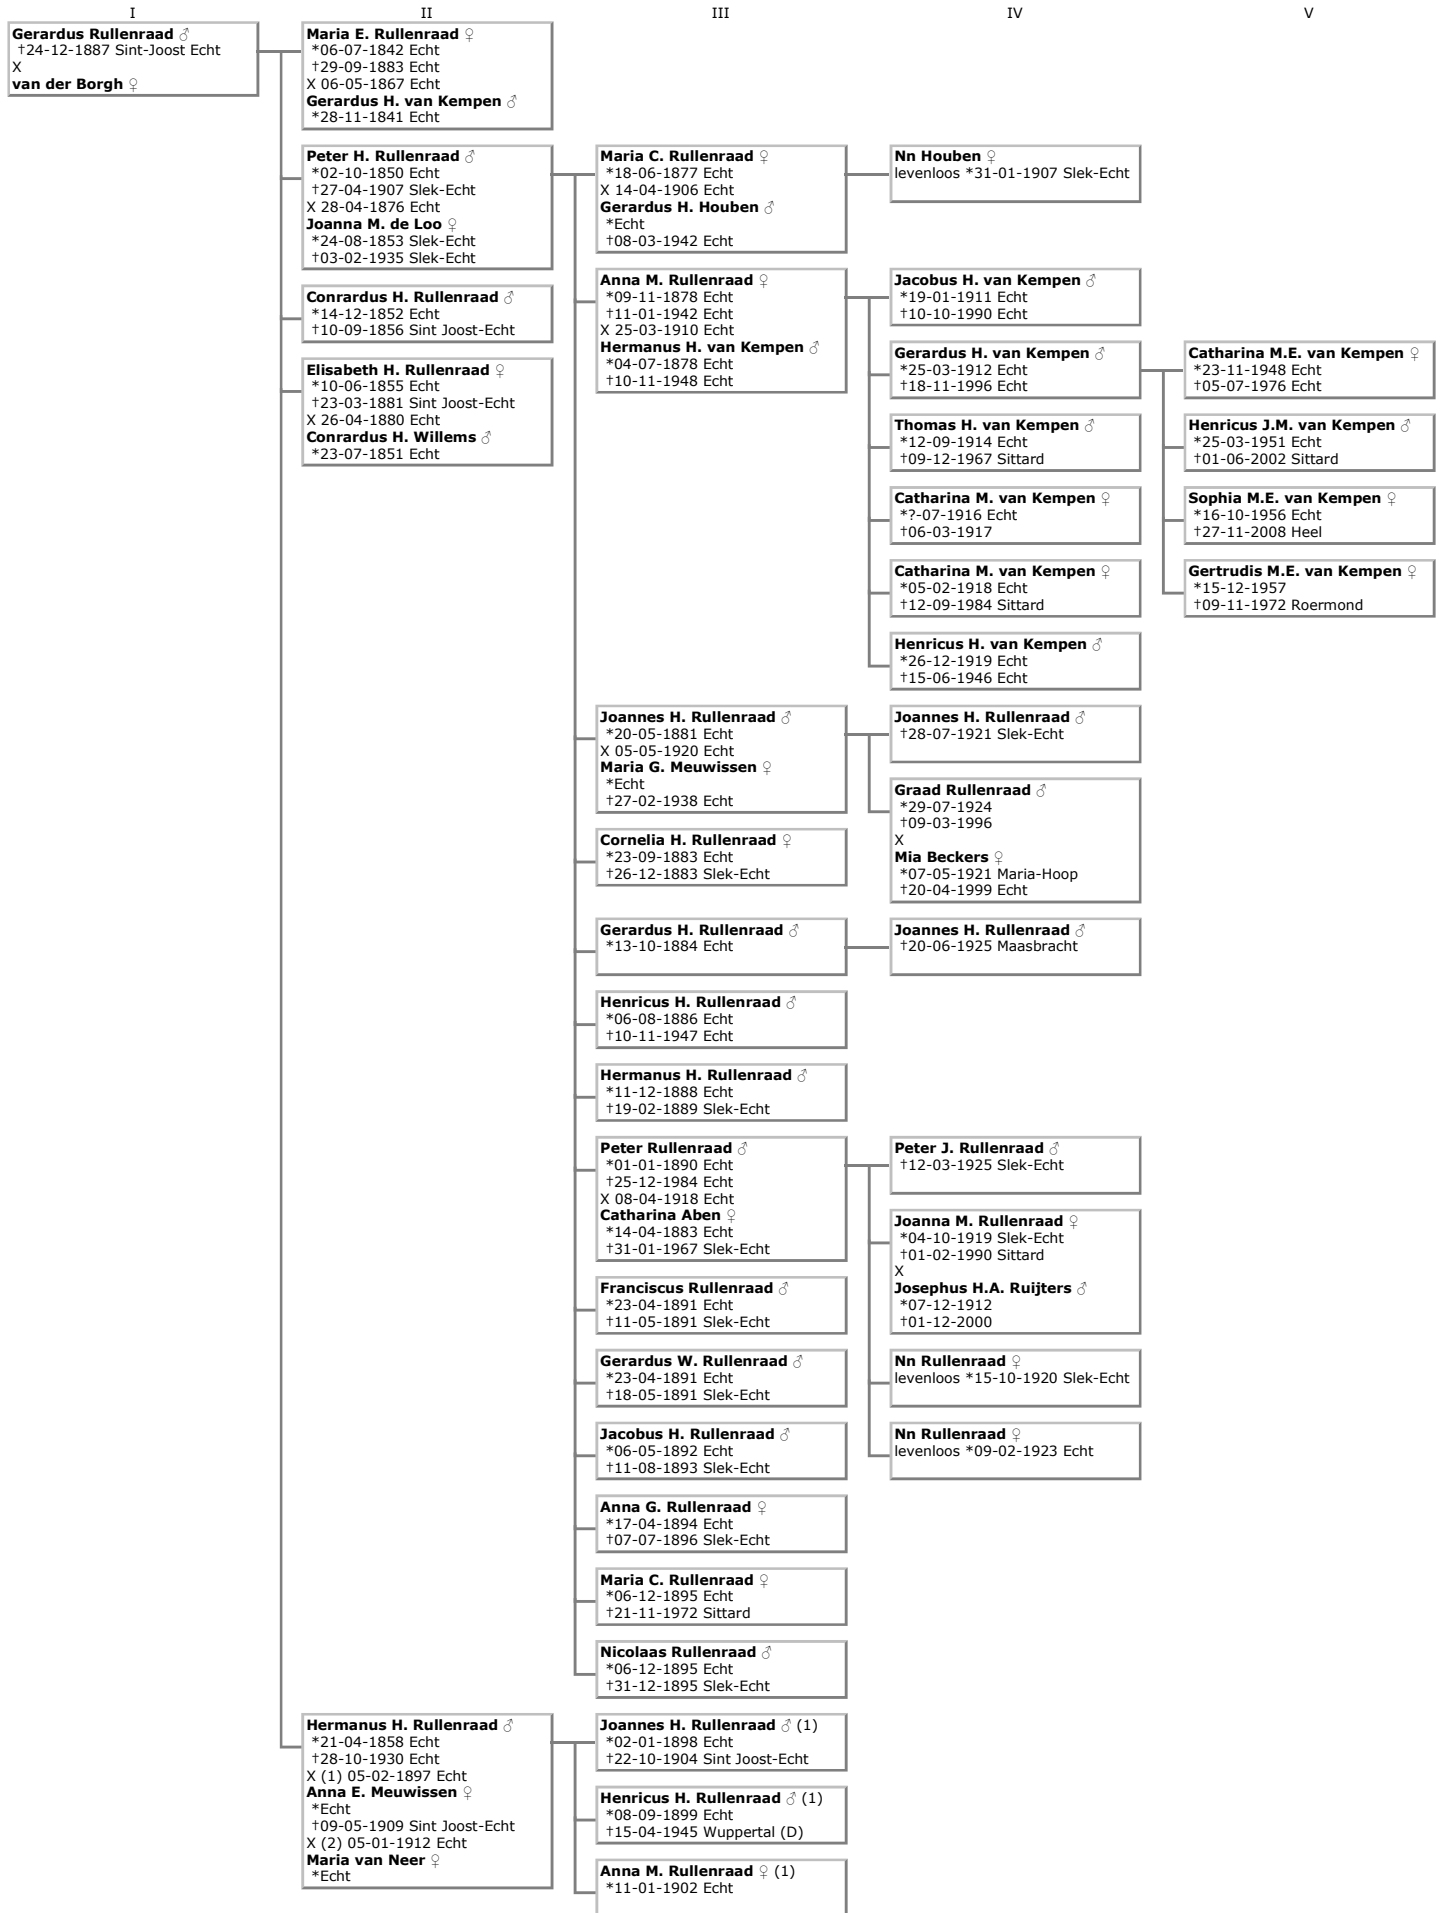 I
II
III
IV
V
Gerardus Rullenraad ♂
†24-12-1887 Sint-Joost Echt
X
van der Borgh ♀
Maria E. Rullenraad ♀
*06-07-1842 Echt
†29-09-1883 Echt
X 06-05-1867 Echt
Gerardus H. van Kempen ♂
*28-11-1841 Echt
Peter H. Rullenraad ♂
*02-10-1850 Echt
†27-04-1907 Slek-Echt
X 28-04-1876 Echt
Joanna M. de Loo ♀
*24-08-1853 Slek-Echt
†03-02-1935 Slek-Echt
Conrardus H. Rullenraad ♂
*14-12-1852 Echt
†10-09-1856 Sint Joost-Echt
Elisabeth H. Rullenraad ♀
*10-06-1855 Echt
†23-03-1881 Sint Joost-Echt
X 26-04-1880 Echt
Conrardus H. Willems ♂
*23-07-1851 Echt
Hermanus H. Rullenraad ♂
*21-04-1858 Echt
†28-10-1930 Echt
X (1) 05-02-1897 Echt
Anna E. Meuwissen ♀
*Echt
†09-05-1909 Sint Joost-Echt
X (2) 05-01-1912 Echt
Maria van Neer ♀
*Echt
Maria C. Rullenraad ♀
*18-06-1877 Echt
X 14-04-1906 Echt
Gerardus H. Houben ♂
*Echt
†08-03-1942 Echt
Anna M. Rullenraad ♀
*09-11-1878 Echt
†11-01-1942 Echt
X 25-03-1910 Echt
Hermanus H. van Kempen ♂
*04-07-1878 Echt
†10-11-1948 Echt
Joannes H. Rullenraad ♂
*20-05-1881 Echt
X 05-05-1920 Echt
Maria G. Meuwissen ♀
*Echt
†27-02-1938 Echt
Cornelia H. Rullenraad ♀
*23-09-1883 Echt
†26-12-1883 Slek-Echt
Gerardus H. Rullenraad ♂
*13-10-1884 Echt
Henricus H. Rullenraad ♂
*06-08-1886 Echt
†10-11-1947 Echt
Hermanus H. Rullenraad ♂
*11-12-1888 Echt
†19-02-1889 Slek-Echt
Peter Rullenraad ♂
*01-01-1890 Echt
†25-12-1984 Echt
X 08-04-1918 Echt
Catharina Aben ♀
*14-04-1883 Echt
†31-01-1967 Slek-Echt
Franciscus Rullenraad ♂
*23-04-1891 Echt
†11-05-1891 Slek-Echt
Gerardus W. Rullenraad ♂
*23-04-1891 Echt
†18-05-1891 Slek-Echt
Jacobus H. Rullenraad ♂
*06-05-1892 Echt
†11-08-1893 Slek-Echt
Anna G. Rullenraad ♀
*17-04-1894 Echt
†07-07-1896 Slek-Echt
Maria C. Rullenraad ♀
*06-12-1895 Echt
†21-11-1972 Sittard
Nicolaas Rullenraad ♂
*06-12-1895 Echt
†31-12-1895 Slek-Echt
Joannes H. Rullenraad ♂ (1)
*02-01-1898 Echt
†22-10-1904 Sint Joost-Echt
Henricus H. Rullenraad ♂ (1)
*08-09-1899 Echt
†15-04-1945 Wuppertal (D)
Anna M. Rullenraad ♀ (1)
*11-01-1902 Echt
Nn Houben ♀
levenloos *31-01-1907 Slek-Echt
Jacobus H. van Kempen ♂
*19-01-1911 Echt
†10-10-1990 Echt
Gerardus H. van Kempen ♂
*25-03-1912 Echt
†18-11-1996 Echt
Thomas H. van Kempen ♂
*12-09-1914 Echt
†09-12-1967 Sittard
Catharina M. van Kempen ♀
*?-07-1916 Echt
†06-03-1917
Catharina M. van Kempen ♀
*05-02-1918 Echt
†12-09-1984 Sittard
Henricus H. van Kempen ♂
*26-12-1919 Echt
†15-06-1946 Echt
Joannes H. Rullenraad ♂
†28-07-1921 Slek-Echt
Graad Rullenraad ♂
*29-07-1924
†09-03-1996
X
Mia Beckers ♀
*07-05-1921 Maria-Hoop
†20-04-1999 Echt
Joannes H. Rullenraad ♂
†20-06-1925 Maasbracht
Peter J. Rullenraad ♂
†12-03-1925 Slek-Echt
Joanna M. Rullenraad ♀
*04-10-1919 Slek-Echt
†01-02-1990 Sittard
X
Josephus H.A. Ruijters ♂
*07-12-1912
†01-12-2000
Nn Rullenraad ♀
levenloos *15-10-1920 Slek-Echt
Nn Rullenraad ♀
levenloos *09-02-1923 Echt
Catharina M.E. van Kempen ♀
*23-11-1948 Echt
†05-07-1976 Echt
Henricus J.M. van Kempen ♂
*25-03-1951 Echt
†01-06-2002 Sittard
Sophia M.E. van Kempen ♀
*16-10-1956 Echt
†27-11-2008 Heel
Gertrudis M.E. van Kempen ♀
*15-12-1957
†09-11-1972 Roermond